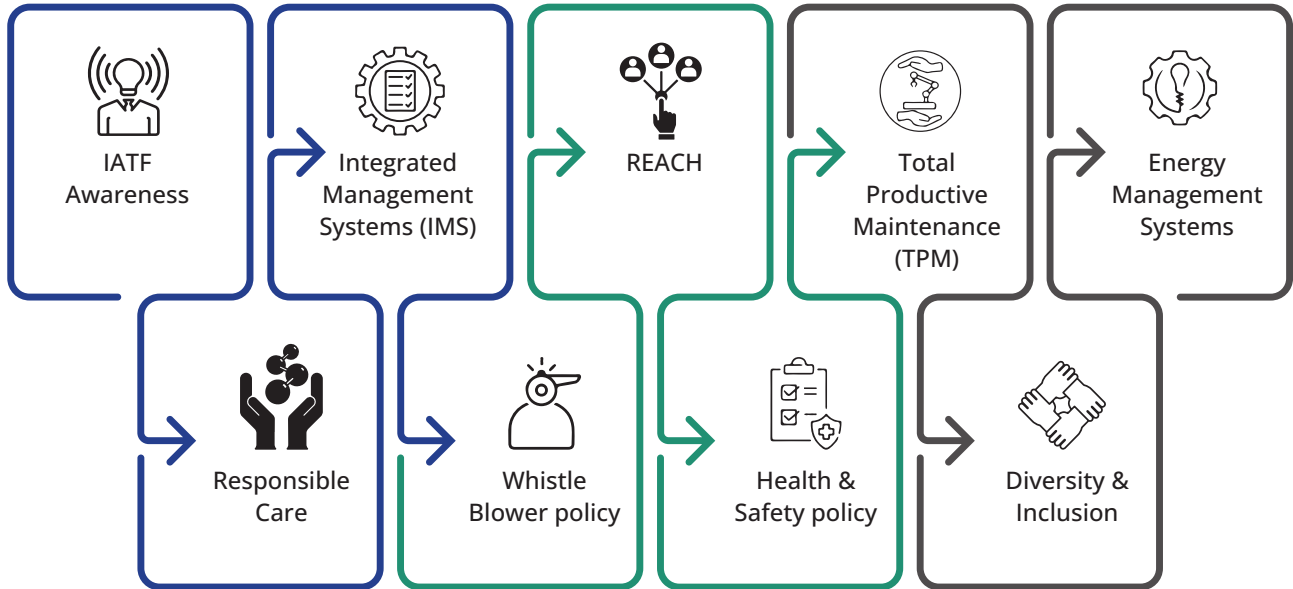 IATF
Awareness
Integrated
Management
Systems (IMS)
REACH
Total
Productive
Maintenance
(TPM)
Energy
Management
Systems
Responsible
Care
Whistle
Blower policy
Health &
Safety policy
Diversity &
Inclusion